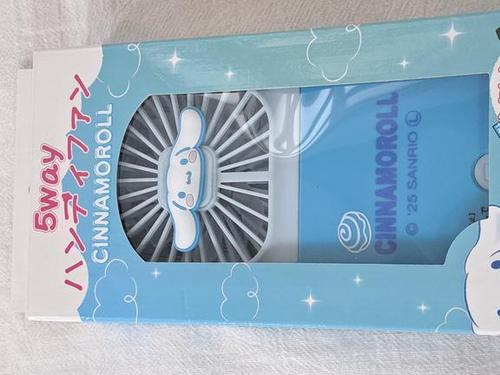 5way
ハンディファン
CINNAMOROLL
CINNAMOROLL
© '25 SANRIO Ⓛ